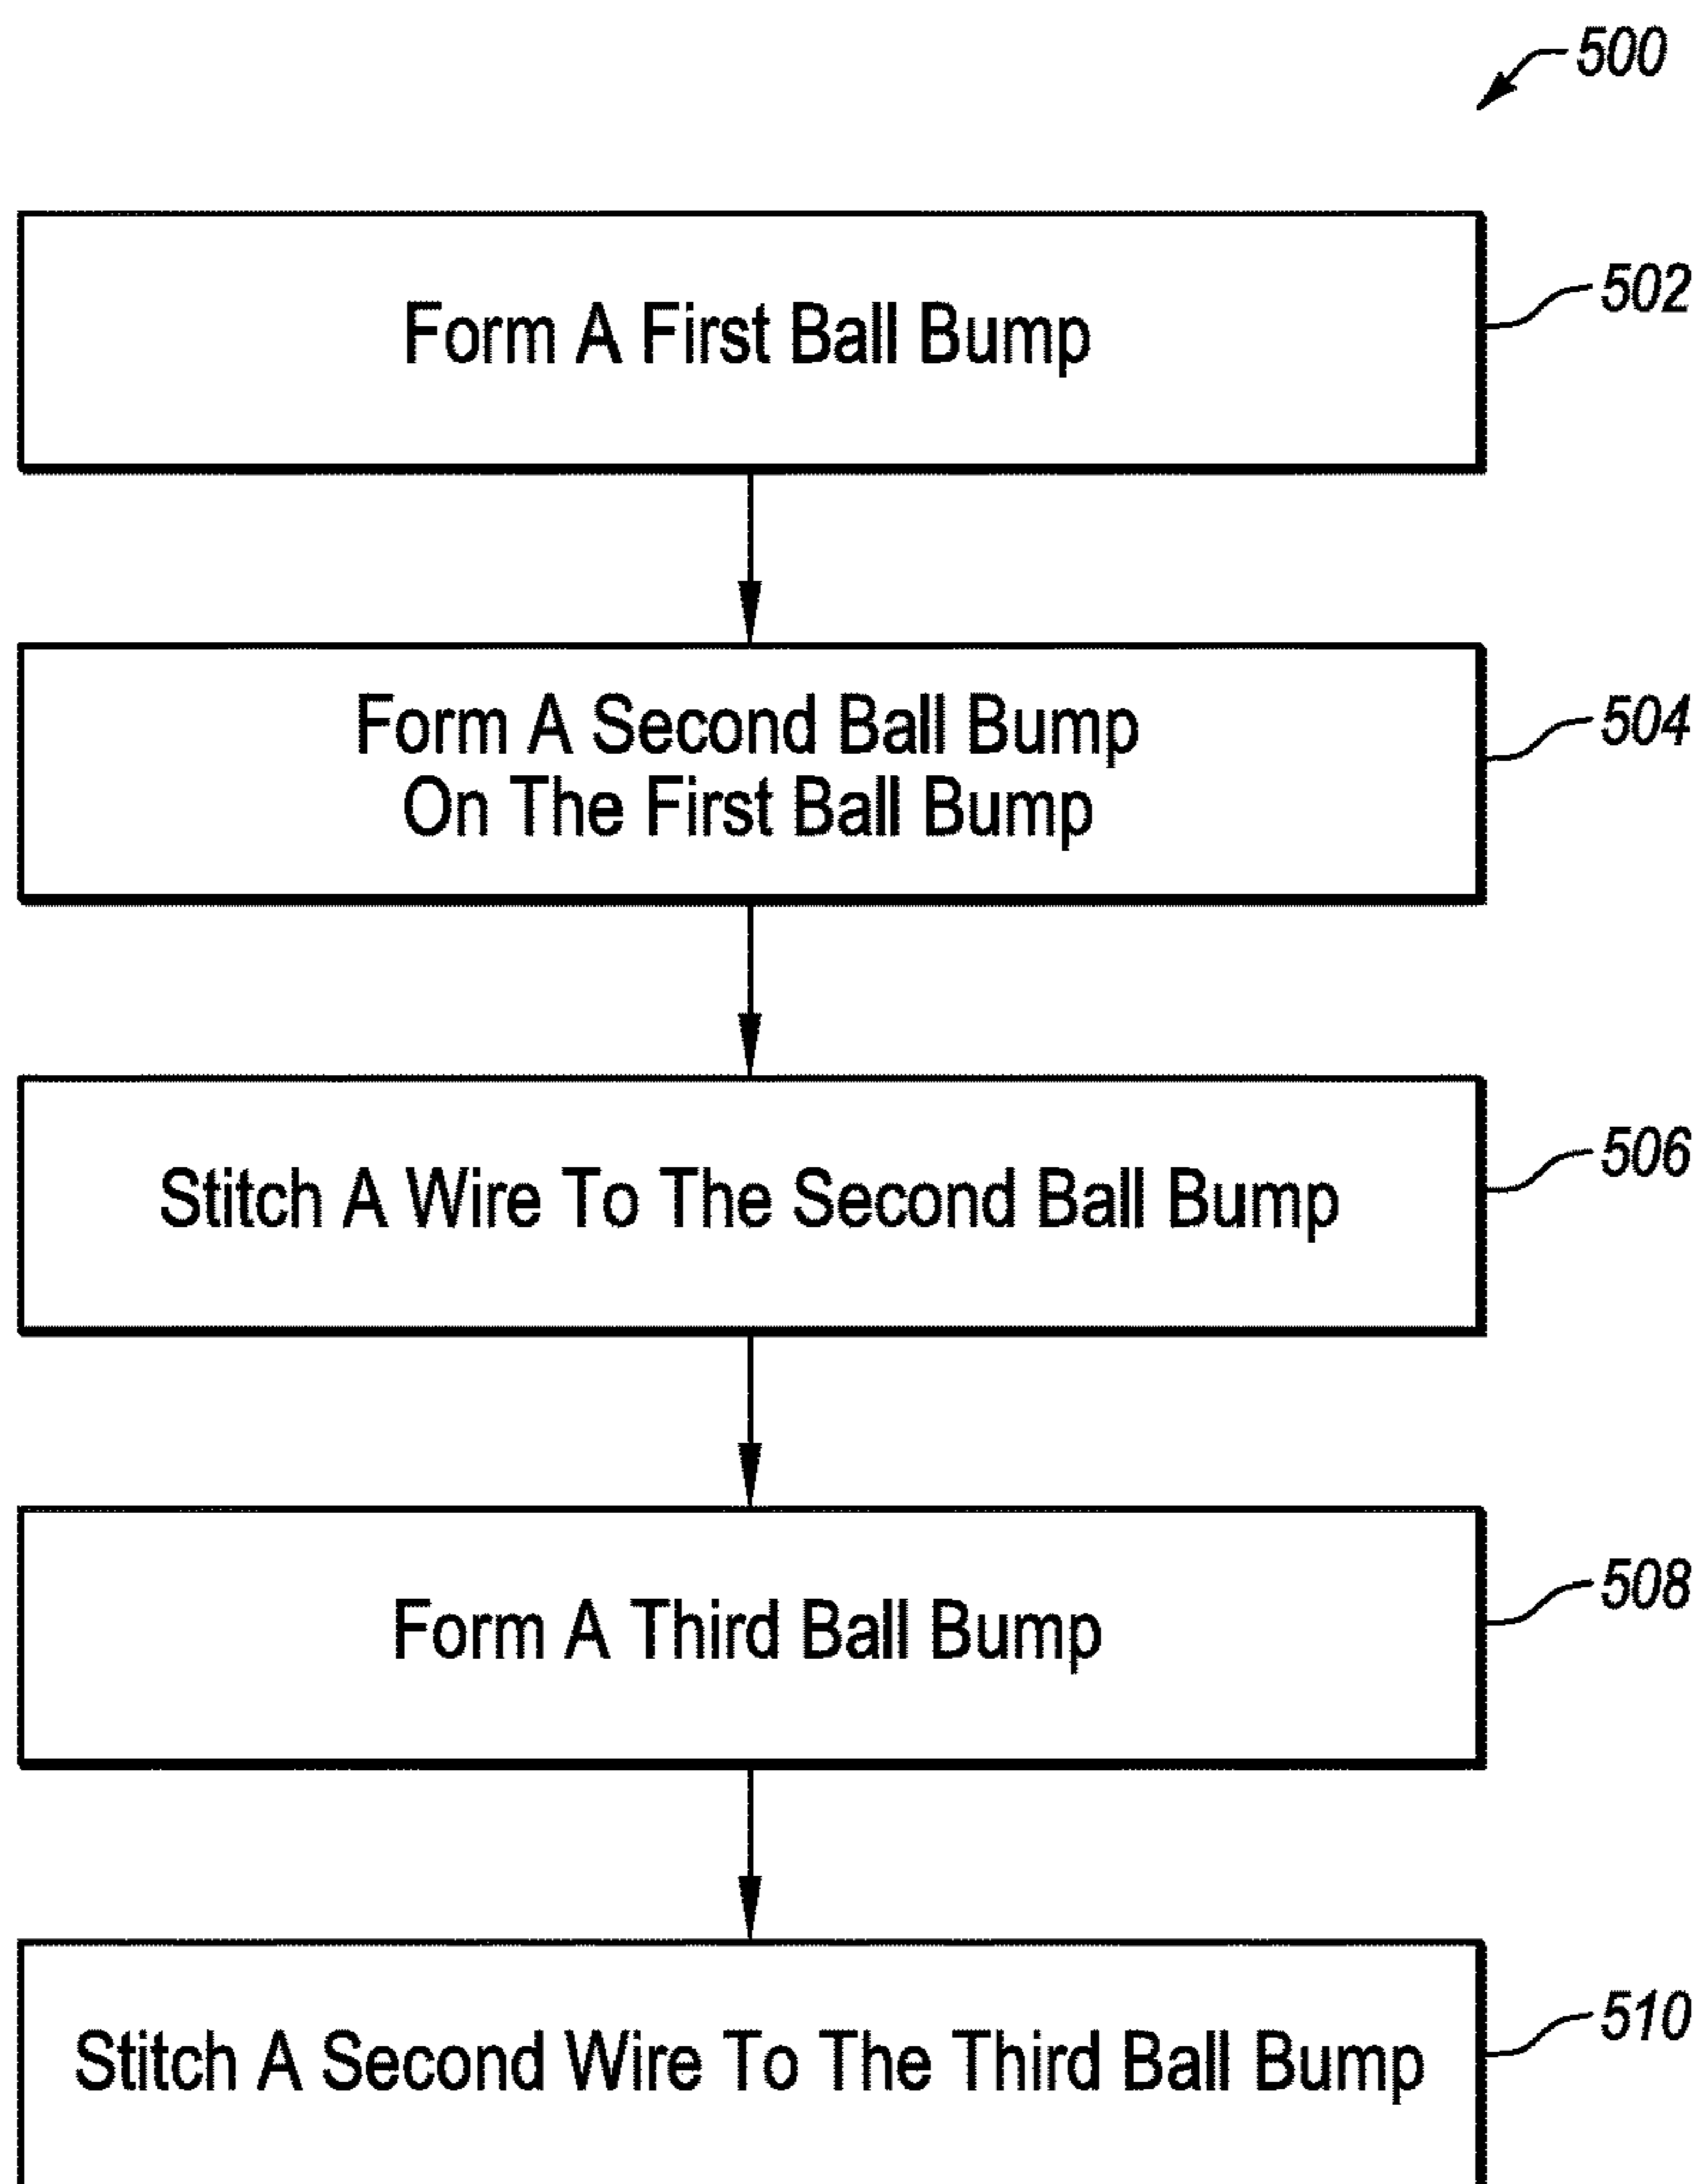 500
Form A First Ball Bump
502
Form A Second Ball Bump
On The First Ball Bump
504
Stitch A Wire To The Second Ball Bump
506
Form A Third Ball Bump
508
Stitch A Second Wire To The Third Ball Bump
510